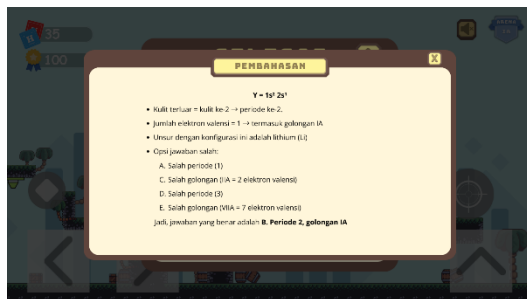 35
100
PEMBAHASAN
X
Y = 1s² 2s¹
• Kulit terluar = kulit ke-2 → periode ke-2.
• Jumlah elektron valensi = 1 → termasuk golongan IA
• Unsur dengan konfigurasi ini adalah lithium (Li)
• Opsi jawaban salah:
A. Salah periode (1)
C. Salah golongan (IIA = 2 elektron valensi)
D. Salah periode (3)
E. Salah golongan (VIIA = 7 elektron valensi)
Jadi, jawaban yang benar adalah B. Periode 2, golongan IA